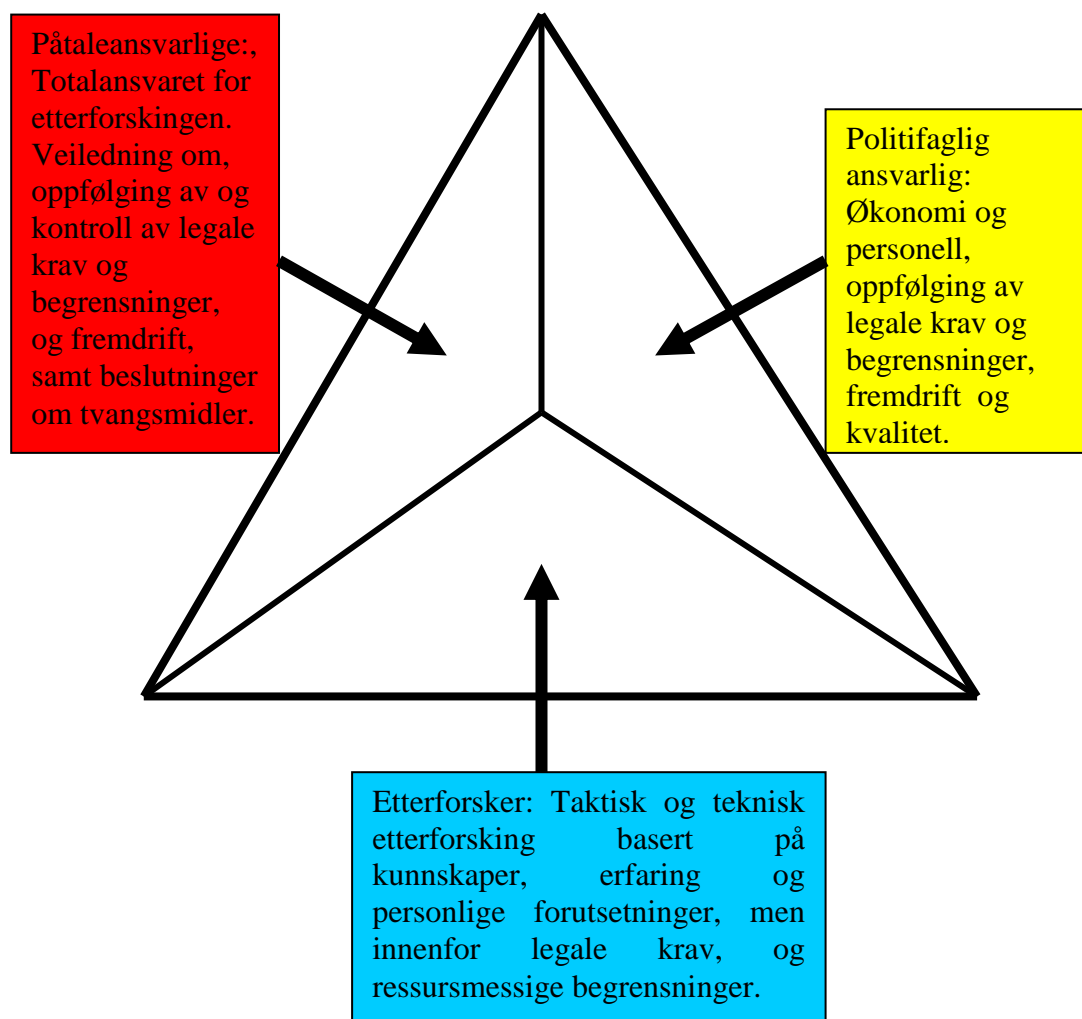 Påtaleansvarlige:,
Totalansvaret for
etterforskingen.
Veiledning om,
oppfølging av og
kontroll av legale
krav og
begrensninger,
og fremdrift,
samt beslutninger
om tvangsmidler.
Politifaglig
ansvarlig:
Økonomi og
personell,
oppfølging av
legale krav og
begrensninger,
fremdrift og
kvalitet.
Etterforsker: Taktisk og teknisk
etterforsking basert på
kunnskaper, erfaring og
personlige forutsetninger, men
innenfor legale krav, og
ressursmessige begrensninger.